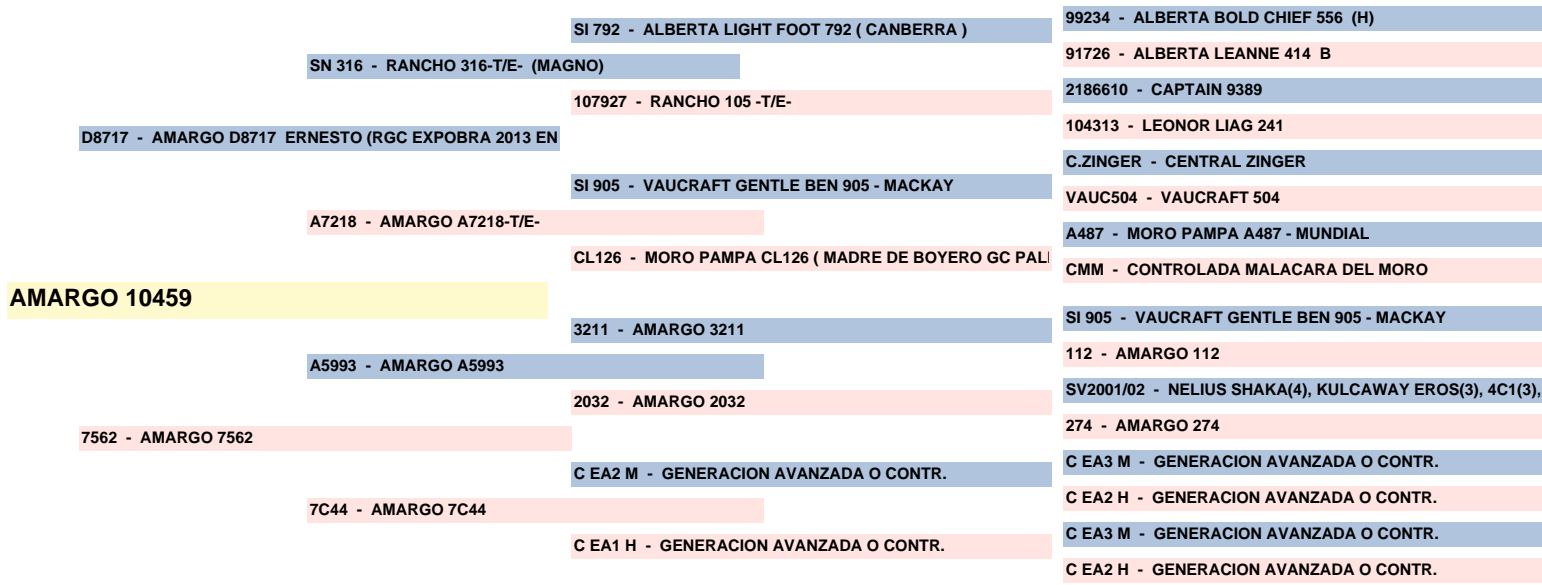 99234 - ALBERTA BOLD CHIEF 556 (H)
SI 792 - ALBERTA LIGHT FOOT 792 ( CANBERRA )
91726 - ALBERTA LEANNE 414 B
SN 316 - RANCHO 316-T/E- (MAGNO)
2186610 - CAPTAIN 9389
107927 - RANCHO 105 -T/E-
104313 - LEONOR LIAG 241
D8717 - AMARGO D8717 ERNESTO (RGC EXPOBRA 2013 EN
C.ZINGER - CENTRAL ZINGER
SI 905 - VAUCRAFT GENTLE BEN 905 - MACKAY
VAUC504 - VAUCRAFT 504
A7218 - AMARGO A7218-T/E-
A487 - MORO PAMPA A487 - MUNDIAL
CL126 - MORO PAMPA CL126 ( MADRE DE BOYERO GC PAL
CMM - CONTROLADA MALACARA DEL MORO
AMARGO 10459
SI 905 - VAUCRAFT GENTLE BEN 905 - MACKAY
3211 - AMARGO 3211
112 - AMARGO 112
A5993 - AMARGO A5993
SV2001/02 - NELIUS SHAKA(4), KULCAWAY EROS(3), 4C1(3),
2032 - AMARGO 2032
274 - AMARGO 274
7562 - AMARGO 7562
C EA3 M - GENERACION AVANZADA O CONTR.
C EA2 M - GENERACION AVANZADA O CONTR.
C EA2 H - GENERACION AVANZADA O CONTR.
7C44 - AMARGO 7C44
C EA3 M - GENERACION AVANZADA O CONTR.
C EA1 H - GENERACION AVANZADA O CONTR.
C EA2 H - GENERACION AVANZADA O CONTR.